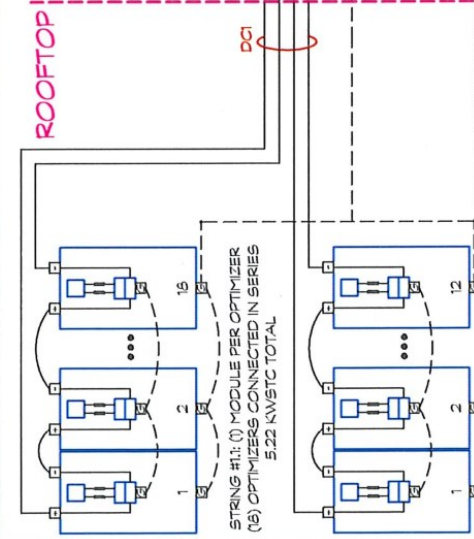 ROOFTOP
DC1
+ - + - + -
G G G
1 2 18
G G G
STRING #1.1: (1) MODULE PER OPTIMIZER
(18) OPTIMIZERS CONNECTED IN SERIES
5.22 KWSTC TOTAL
+ - + - + -
G G G
1 2 12